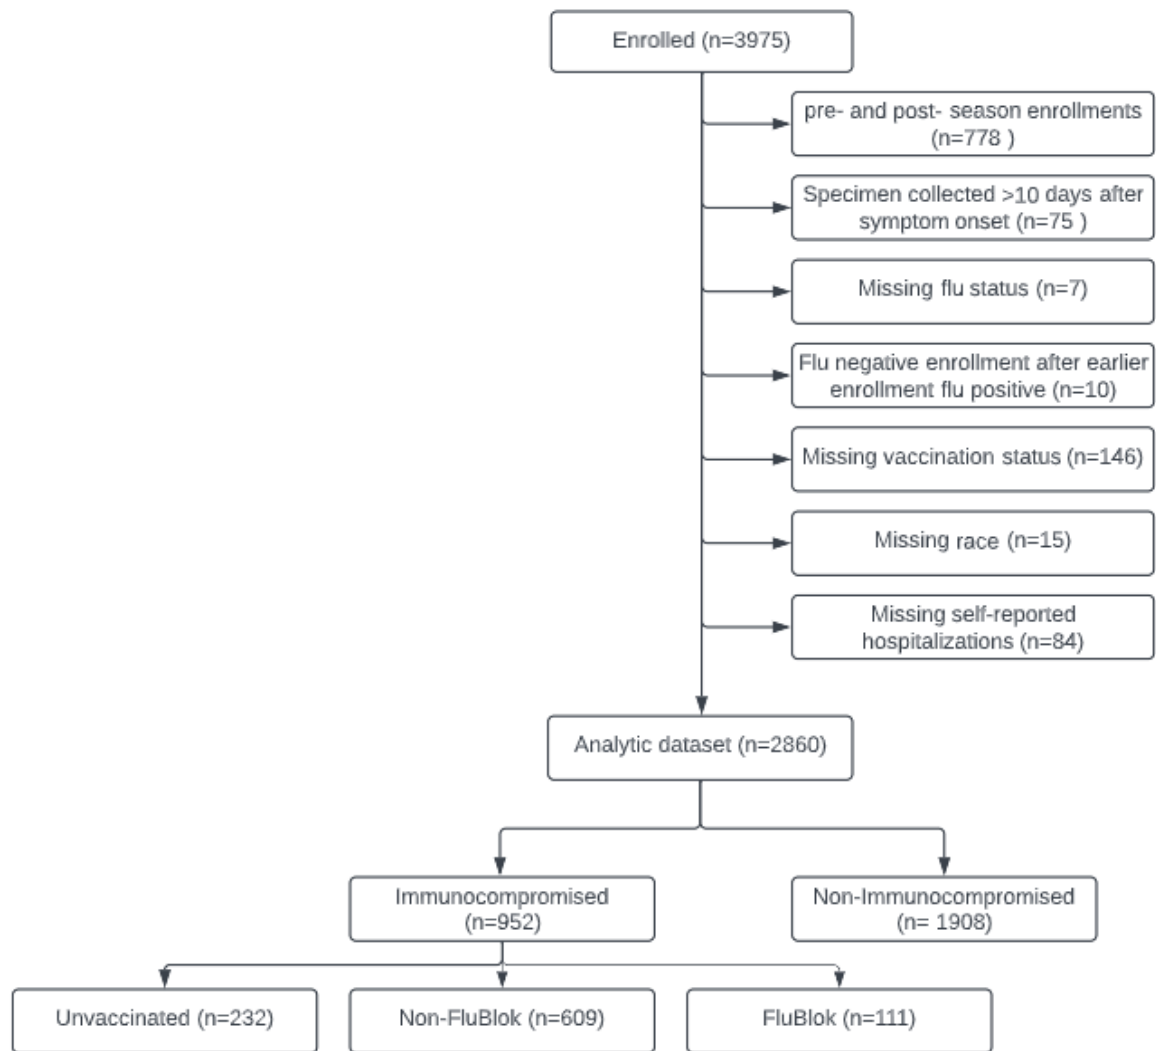 Enrolled (n=3975)
pre- and post- season enrollments
(n=778 )
Specimen collected >10 days after
symptom onset (n=75 )
Missing flu status (n=7)
Flu negative enrollment after earlier
enrollment flu positive (n=10)
Missing vaccination status (n=146)
Missing race (n=15)
Missing self-reported
hospitalizations (n=84)
Analytic dataset (n=2860)
Immunocompromised
(n=952)
Non-Immunocompromised
(n= 1908)
Unvaccinated (n=232)
Non-FluBlok (n=609)
FluBlok (n=111)